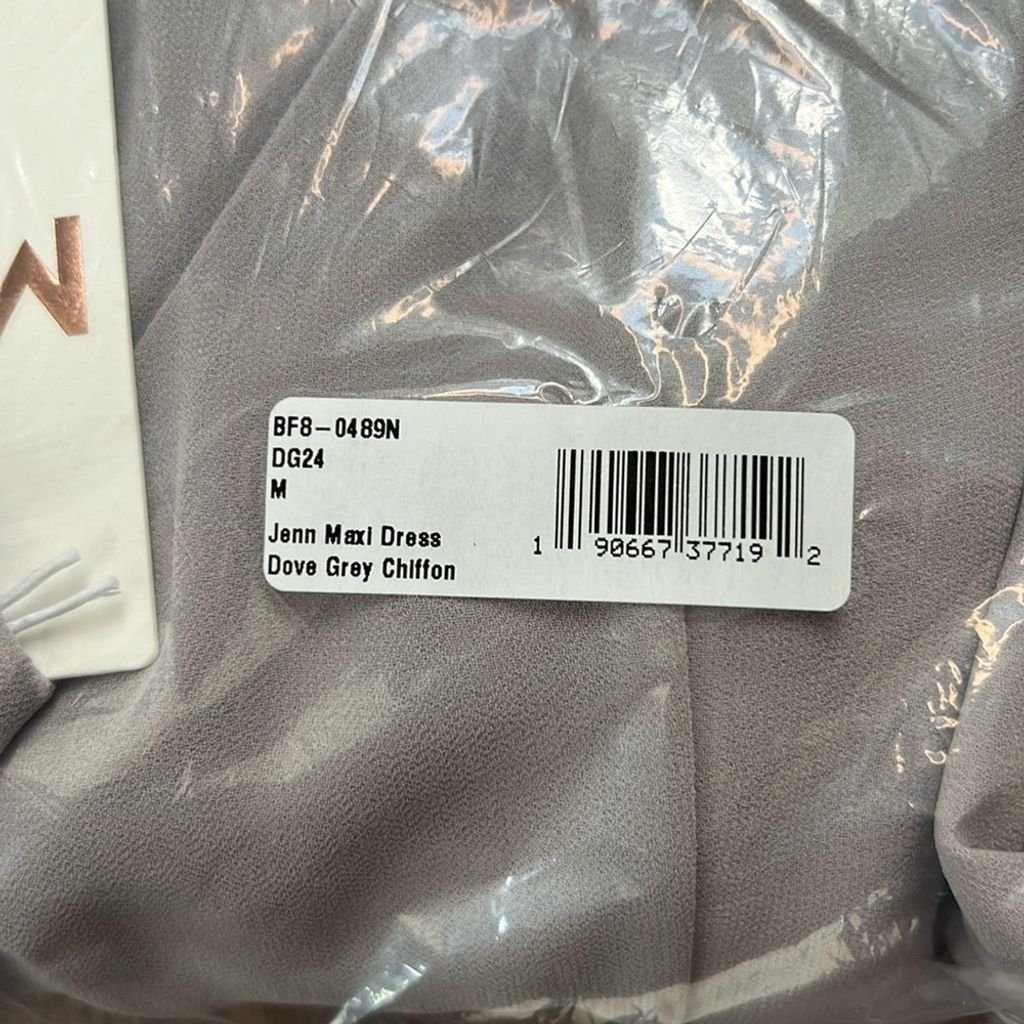 M
BF8-0489N
DG24
M
Jenn Maxi Dress
Dove Grey Chiffon
1 90667 37719 2